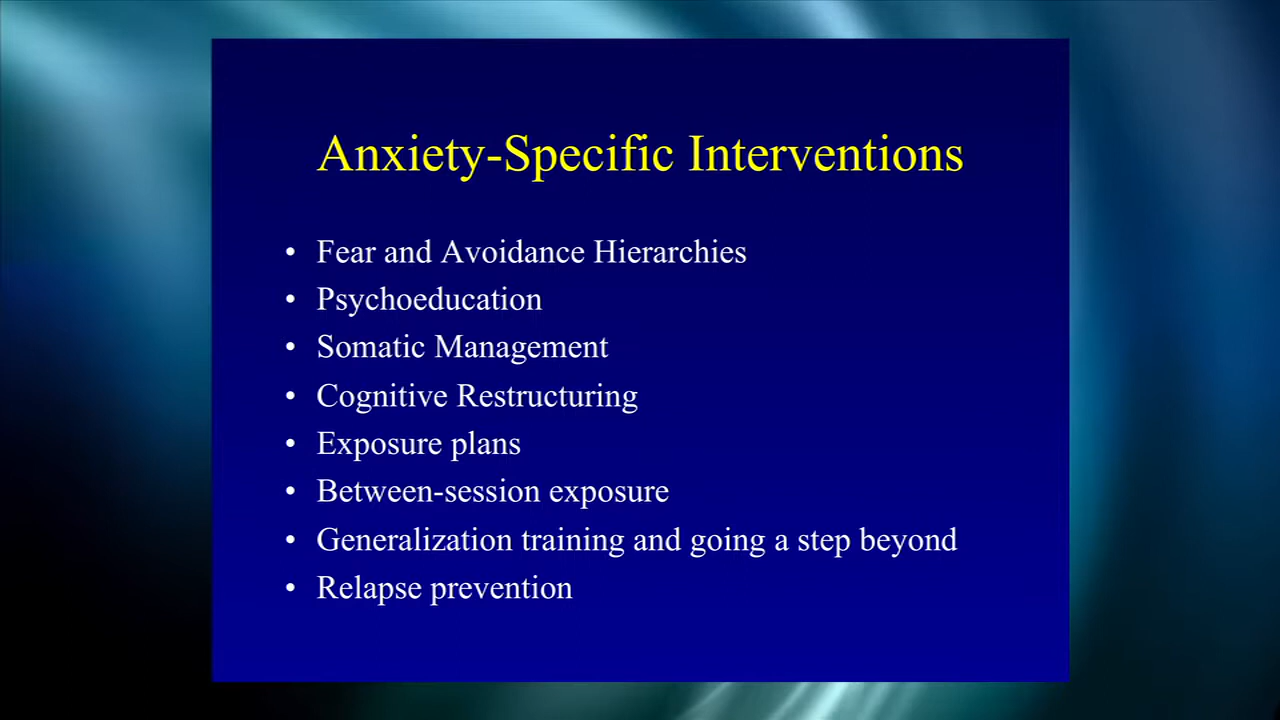 Anxiety-Specific Interventions
• Fear and Avoidance Hierarchies
• Psychoeducation
• Somatic Management
• Cognitive Restructuring
• Exposure plans
• Between-session exposure
• Generalization training and going a step beyond
• Relapse prevention